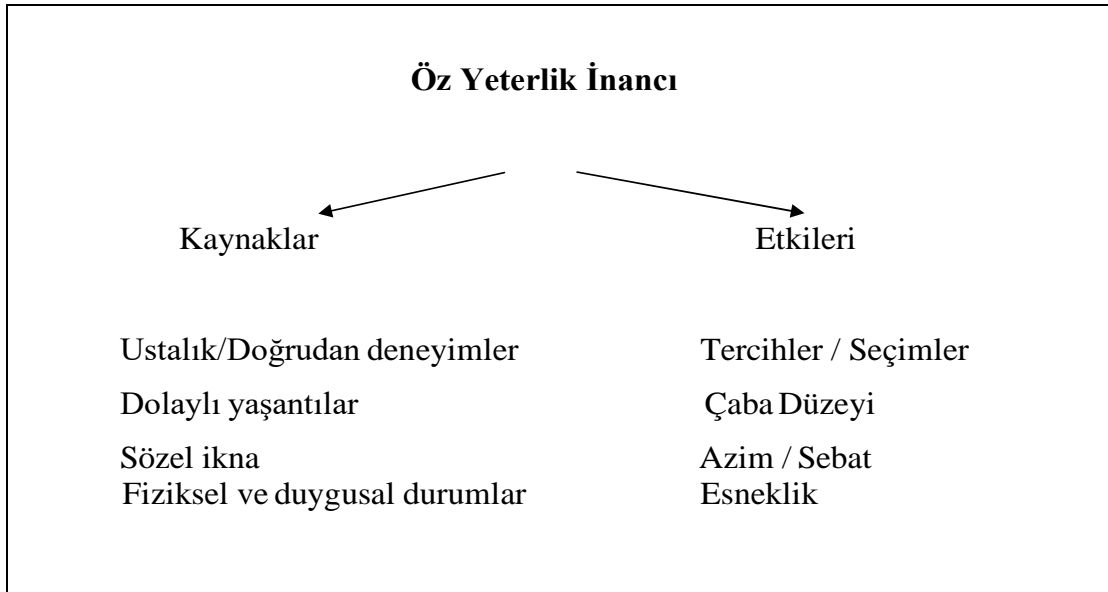 Öz Yeterlik İnancı
Kaynaklar
Etkileri
Ustalık/Doğrudan deneyimler
Tercihler / Seçimler
Dolaylı yaşantılar
Çaba Düzeyi
Sözel ikna
Azim / Sebat
Fiziksel ve duygusal durumlar
Esneklik